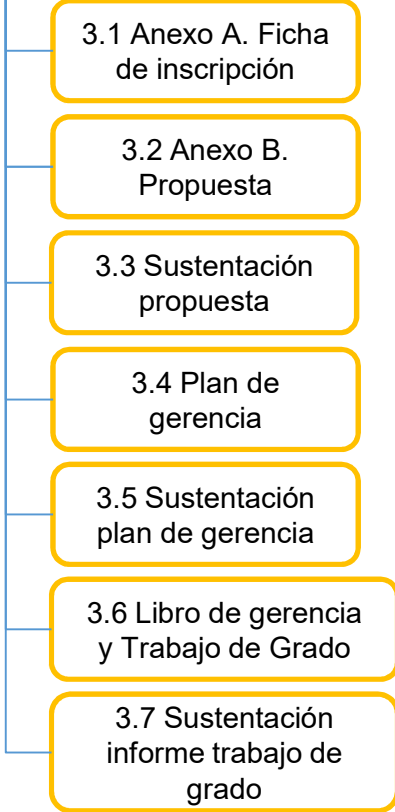 3.1 Anexo A. Ficha
de inscripción
3.2 Anexo B.
Propuesta
3.3 Sustentación
propuesta
3.4 Plan de
gerencia
3.5 Sustentación
plan de gerencia
3.6 Libro de gerencia
y Trabajo de Grado
3.7 Sustentación
informe trabajo de
grado